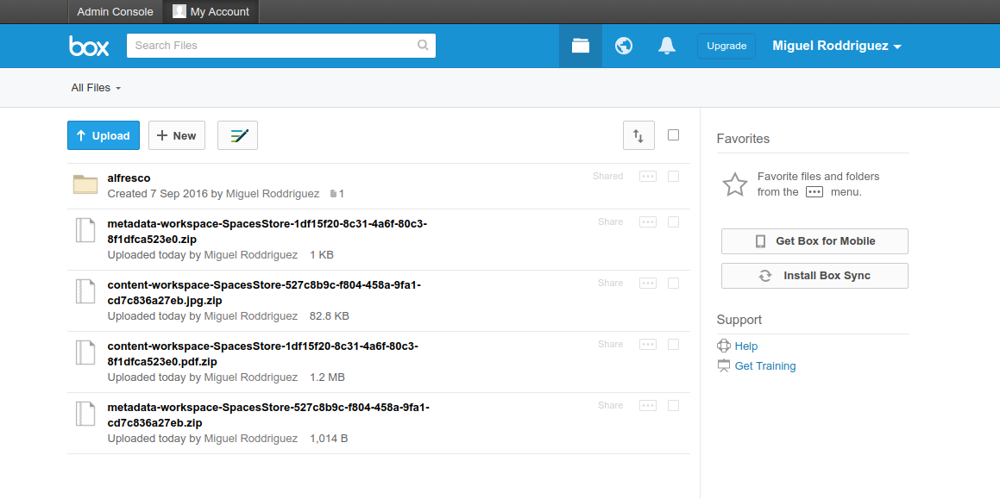 Admin Console
My Account
box
Search Files
Upgrade
Miguel Roddriguez
All Files
Upload
New
alfresco
Shared
Created 7 Sep 2016 by Miguel Roddriguez 1
metadata-workspace-SpacesStore-1df15f20-8c31-4a6f-80c3-
8f1dfca523e0.zip
Share
Uploaded today by Miguel Roddriguez 1 KB
content-workspace-SpacesStore-527c8b9c-f804-458a-9fa1-
cd7c836a27eb.jpg.zip
Share
Uploaded today by Miguel Roddriguez 82.8 KB
content-workspace-SpacesStore-1df15f20-8c31-4a6f-80c3-
8f1dfca523e0.pdf.zip
Share
Uploaded today by Miguel Roddriguez 1.2 MB
metadata-workspace-SpacesStore-527c8b9c-f804-458a-9fa1-
cd7c836a27eb.zip
Share
Uploaded today by Miguel Roddriguez 1,014 B
Favorites
Favorite files and folders
from the ••• menu.
Get Box for Mobile
Install Box Sync
Support
Help
Get Training